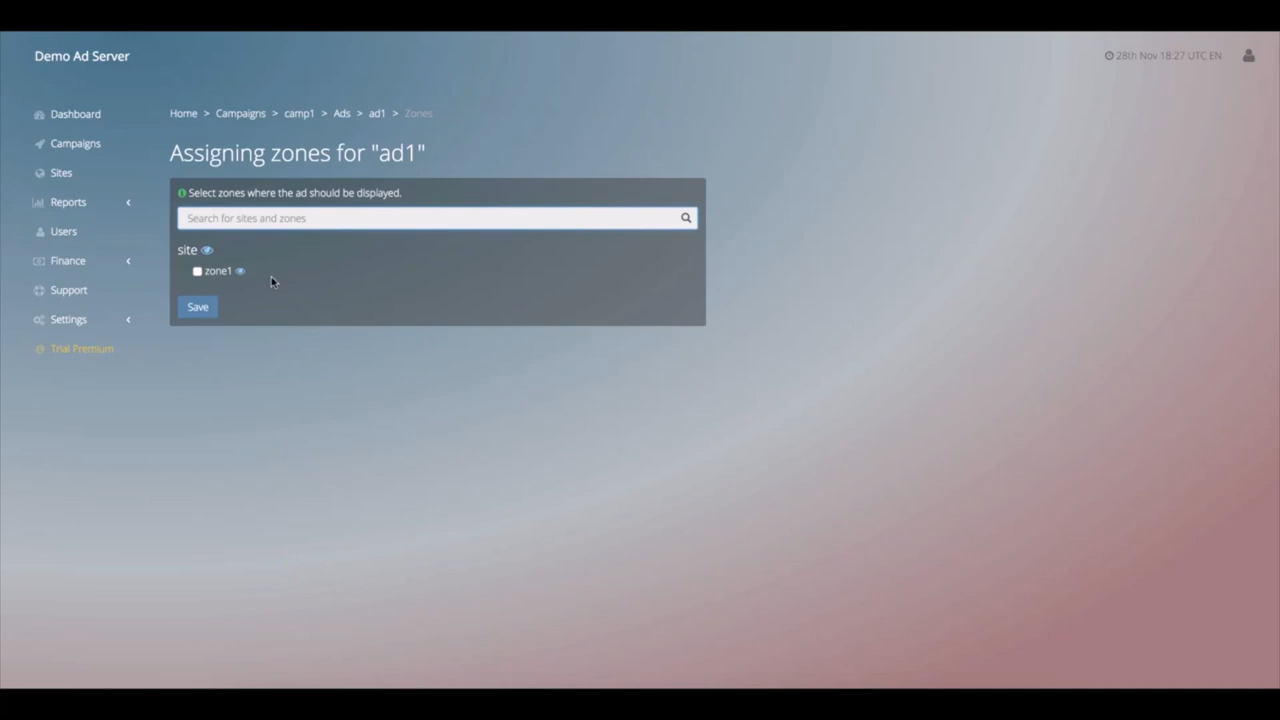 Demo Ad Server
28th Nov 18:27 UTC EN
Dashboard
Campaigns
Sites
Reports
Users
Finance
Support
Settings
Trial Premium
Home > Campaigns > camp1 > Ads > ad1 > Zones
Assigning zones for "ad1"
Select zones where the ad should be displayed.
Search for sites and zones
site
zone1
Save